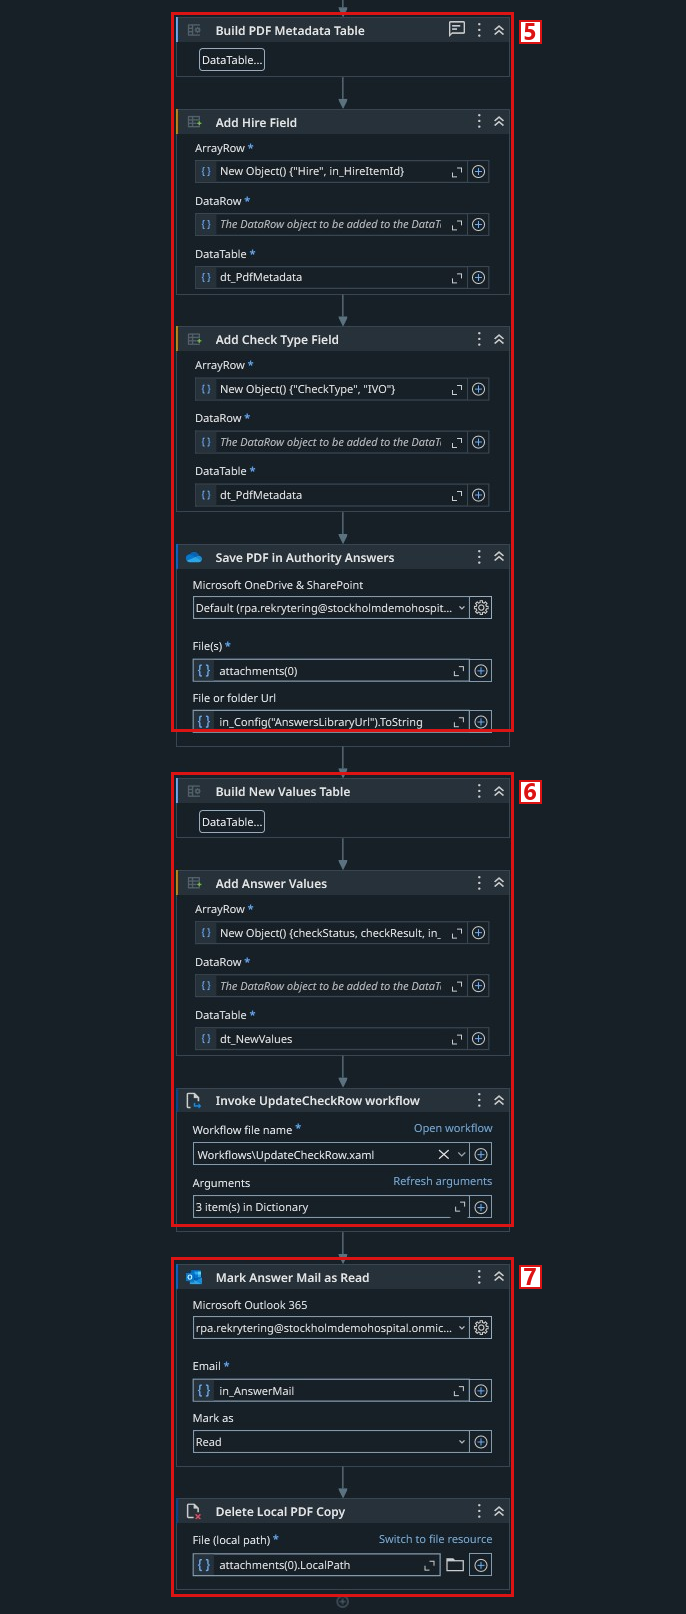 Build PDF Metadata Table
5
DataTable...
Add Hire Field
ArrayRow *
New Object() {"Hire", in_HireItemId}
DataRow *
The DataRow object to be added to the DataT
DataTable *
dt_PdfMetadata
Add Check Type Field
ArrayRow *
New Object() {"CheckType", "IVO"}
DataRow *
The DataRow object to be added to the DataT
DataTable *
dt_PdfMetadata
Save PDF in Authority Answers
Microsoft OneDrive & SharePoint
Default (rpa.rekrytering@stockholmdemohospit...
File(s) *
attachments(0)
File or folder Url
in_Config("AnswersLibraryUrl").ToString
Build New Values Table
6
DataTable...
Add Answer Values
ArrayRow *
New Object() {checkStatus, checkResult, in_
DataRow *
The DataRow object to be added to the DataT
DataTable *
dt_NewValues
Invoke UpdateCheckRow workflow
Workflow file name * Open workflow
Workflows\UpdateCheckRow.xaml
Arguments Refresh arguments
3 item(s) in Dictionary
Mark Answer Mail as Read
7
Microsoft Outlook 365
rpa.rekrytering@stockholmdemohospital.onmic...
Email *
in_AnswerMail
Mark as
Read
Delete Local PDF Copy
File (local path) * Switch to file resource
attachments(0).LocalPath